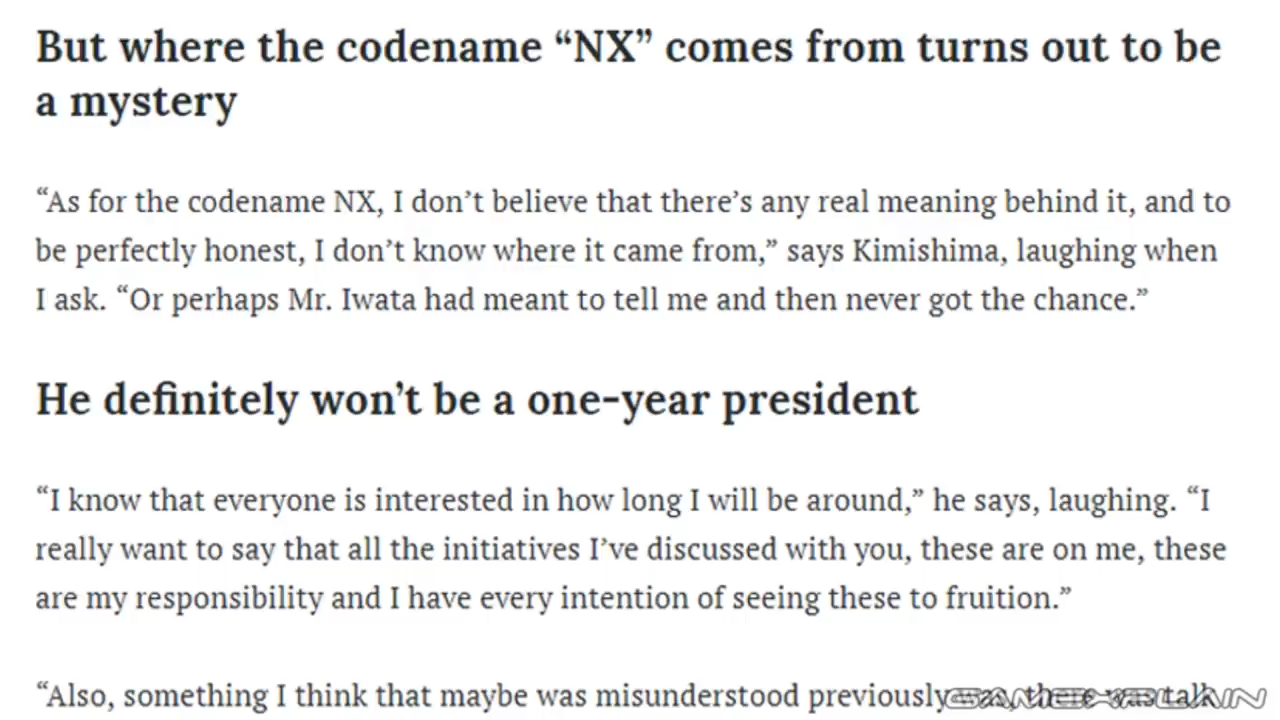 But where the codename “NX” comes from turns out to be
a mystery
“As for the codename NX, I don’t believe that there’s any real meaning behind it, and to
be perfectly honest, I don’t know where it came from,” says Kimishima, laughing when
I ask. “Or perhaps Mr. Iwata had meant to tell me and then never got the chance.”
He definitely won’t be a one-year president
“I know that everyone is interested in how long I will be around,” he says, laughing. “I
really want to say that all the initiatives I’ve discussed with you, these are on me, these
are my responsibility and I have every intention of seeing these to fruition.”
“Also, something I think that maybe was misunderstood previously was, there was talk
GAMEXPLAIN